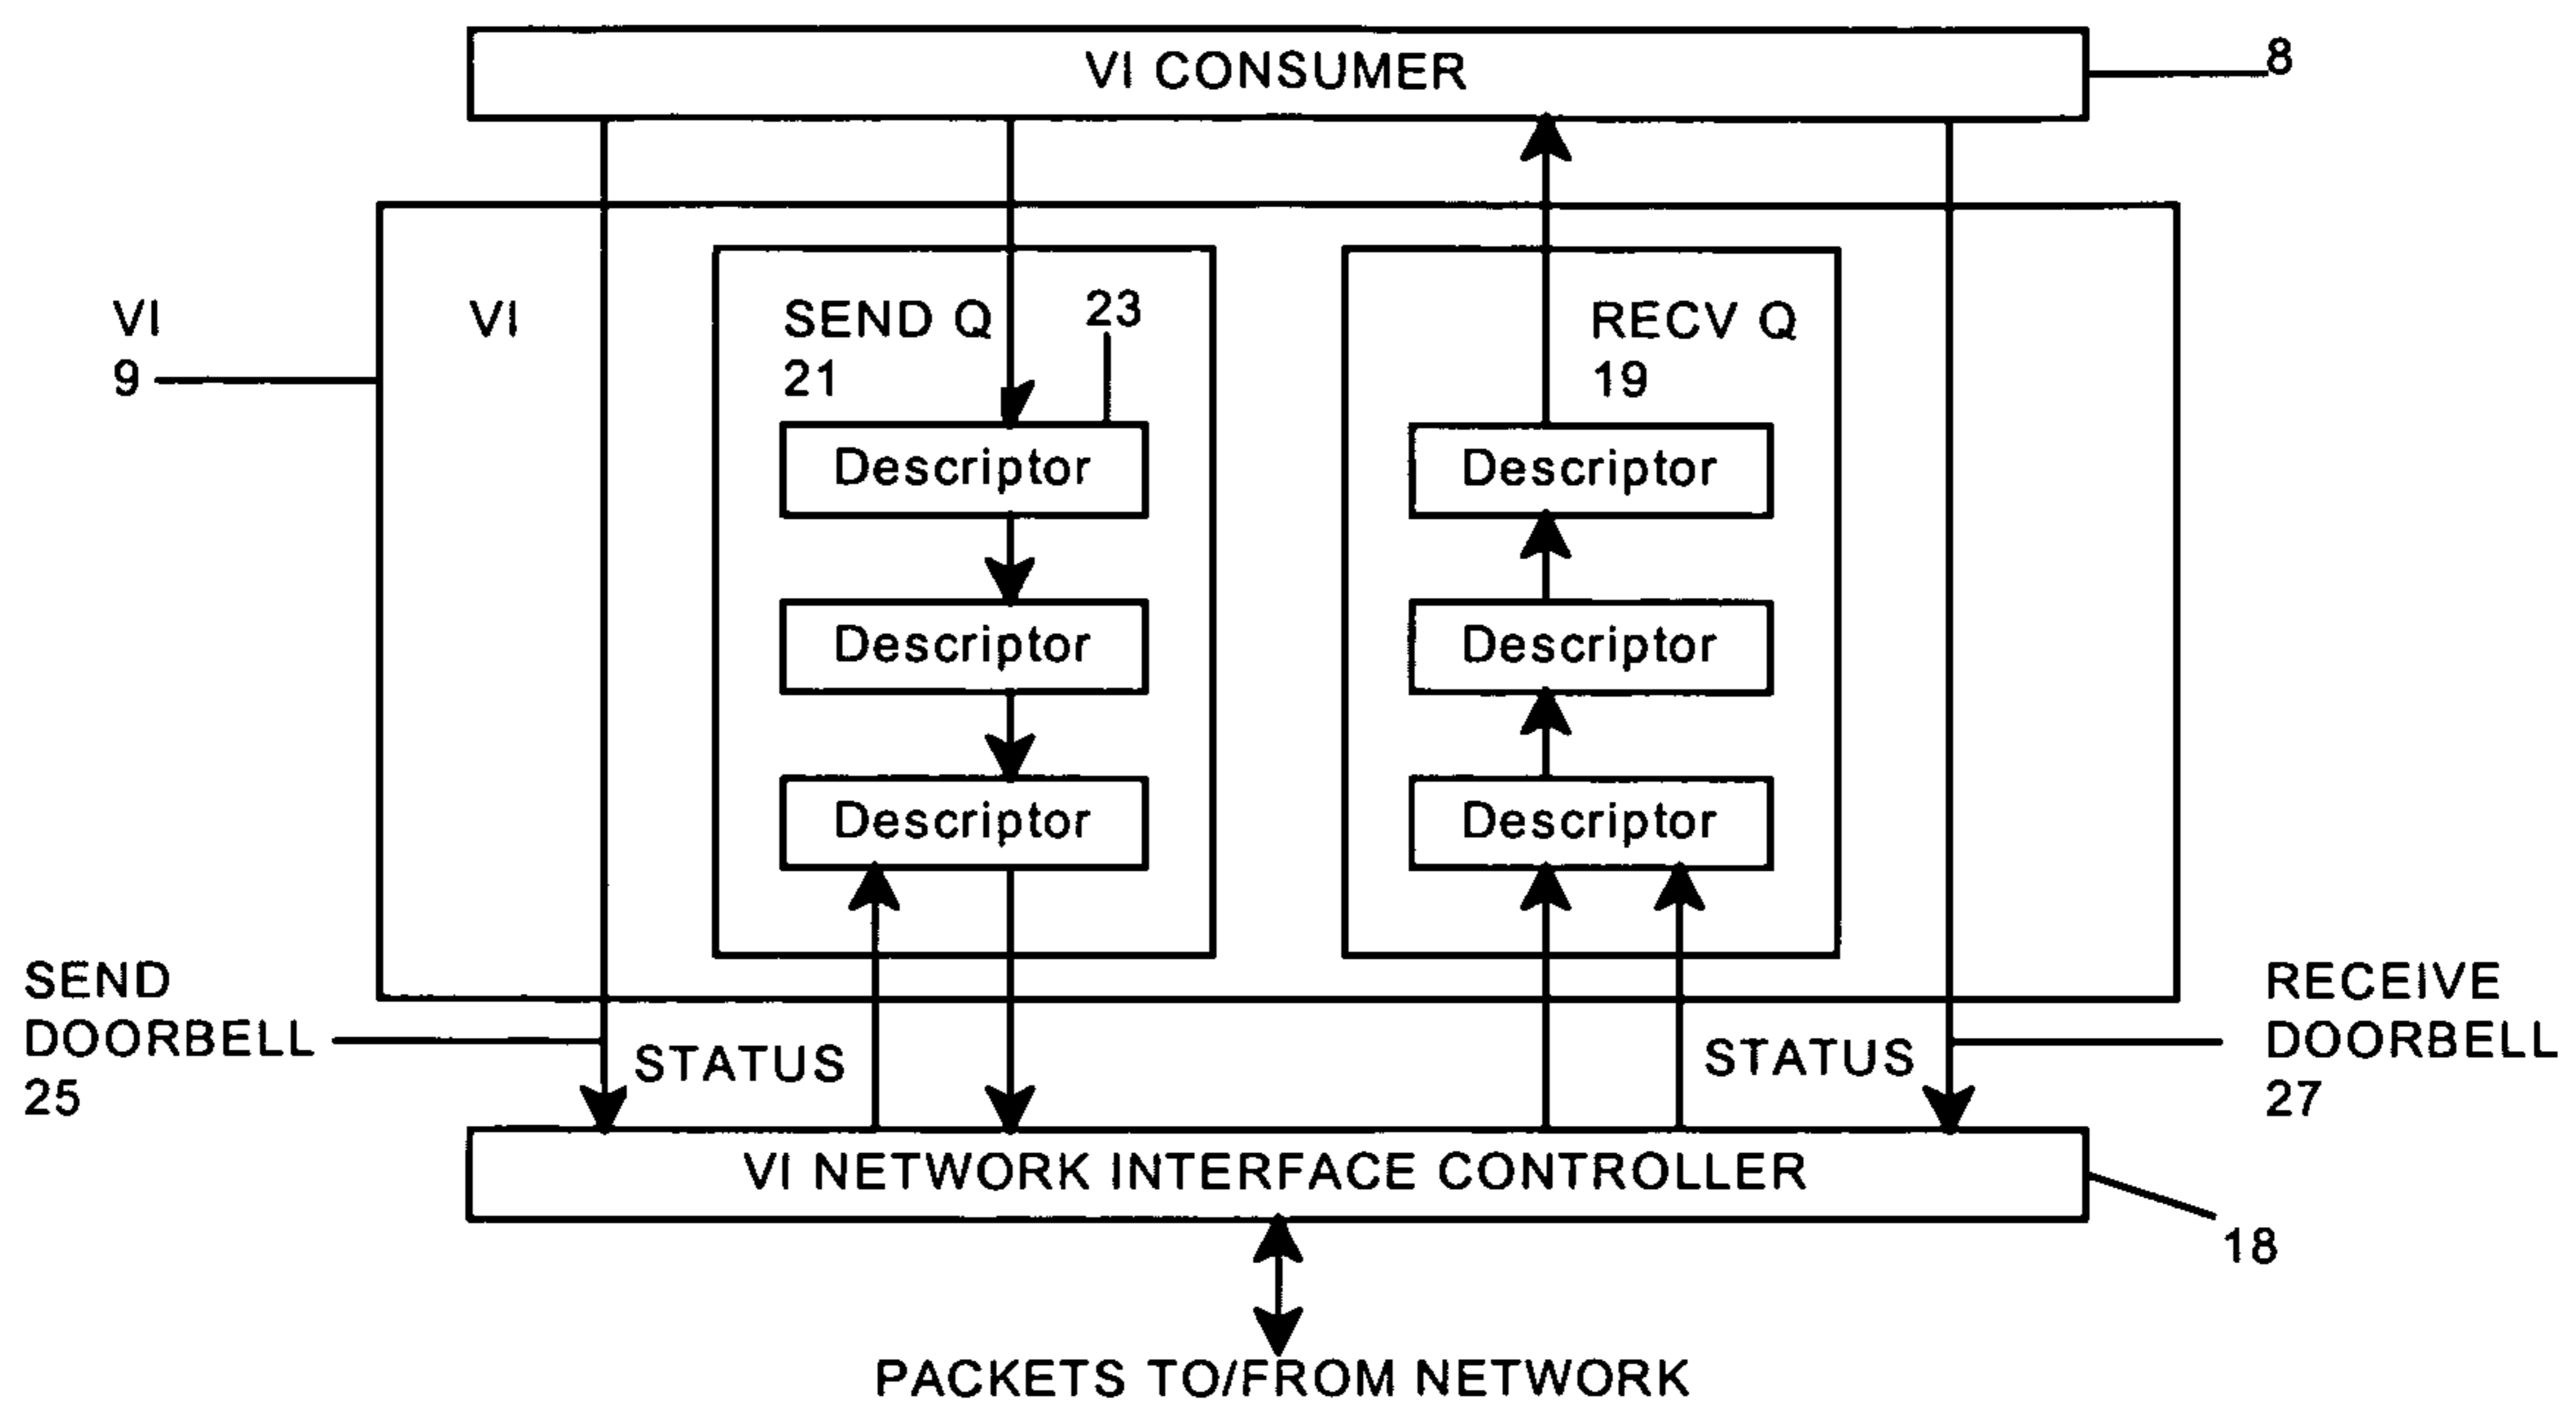 VI CONSUMER
8
VI
9
VI
SEND Q
21
23
RECV Q
19
Descriptor
Descriptor
Descriptor
Descriptor
Descriptor
Descriptor
SEND
DOORBELL
25
STATUS
STATUS
RECEIVE
DOORBELL
27
VI NETWORK INTERFACE CONTROLLER
18
PACKETS TO/FROM NETWORK